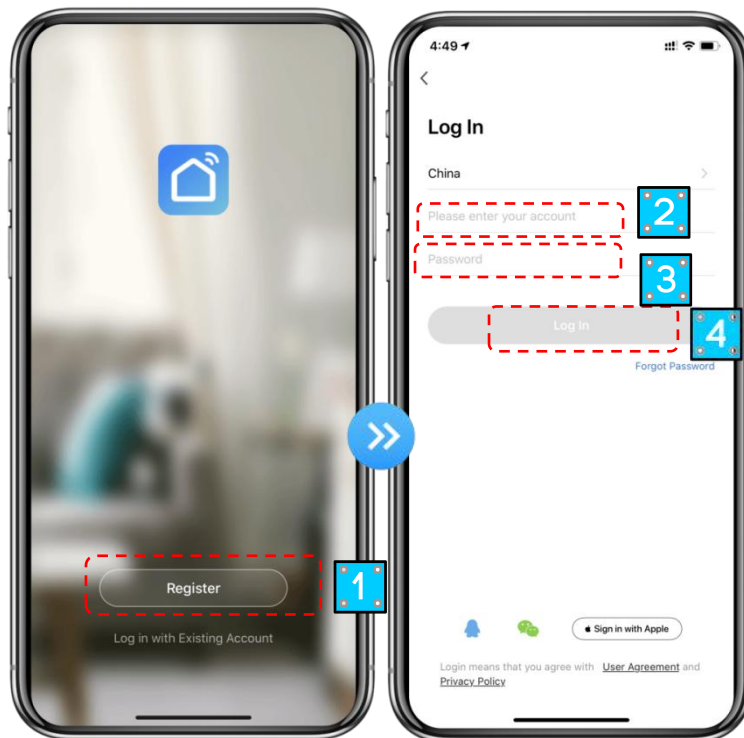 Register
1
Log in with Existing Account
4:49
Log In
China
Please enter your account
2
Password
3
Log In
4
Forgot Password
Sign in with Apple
Login means that you agree with User Agreement and
Privacy Policy